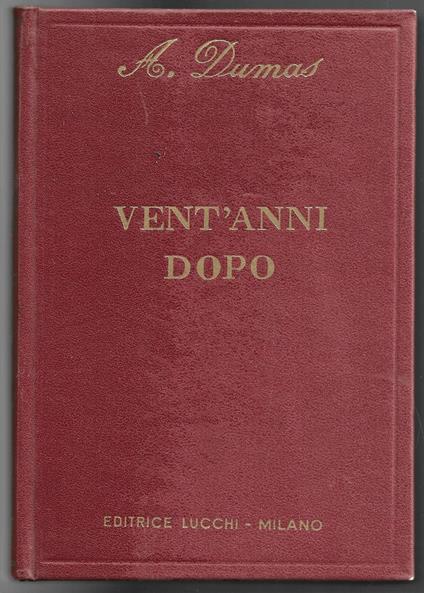 A. Dumas
VENT'ANNI
DOPO
EDITRICE LUCCHI - MILANO